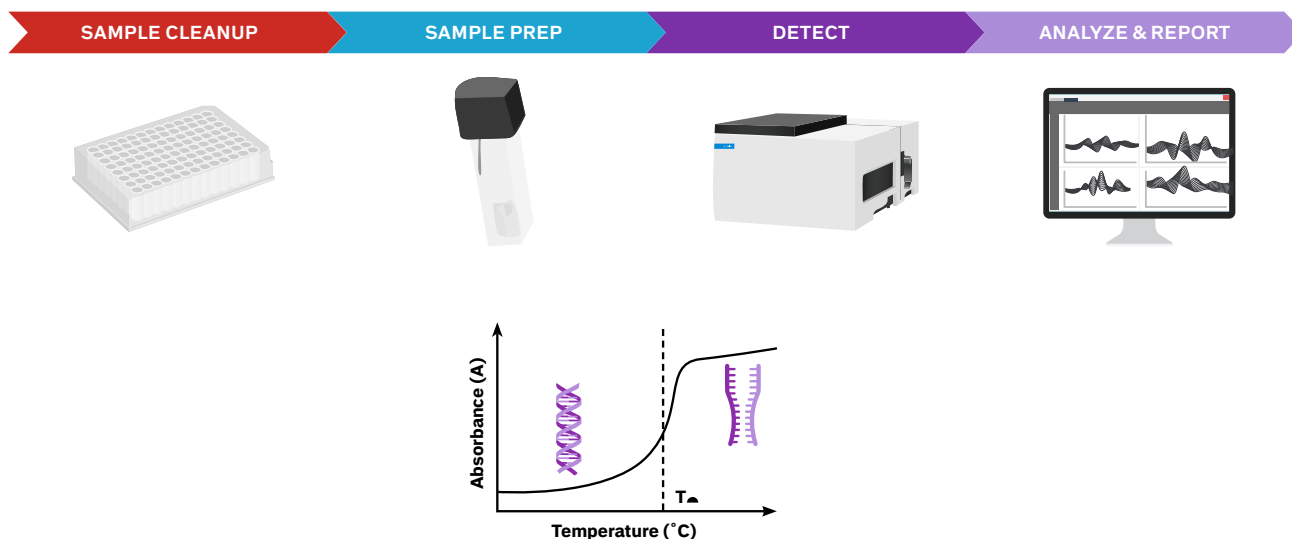 SAMPLE CLEANUP
SAMPLE PREP
DETECT
ANALYZE & REPORT
Absorbance (A)
T
Temperature (˚C)